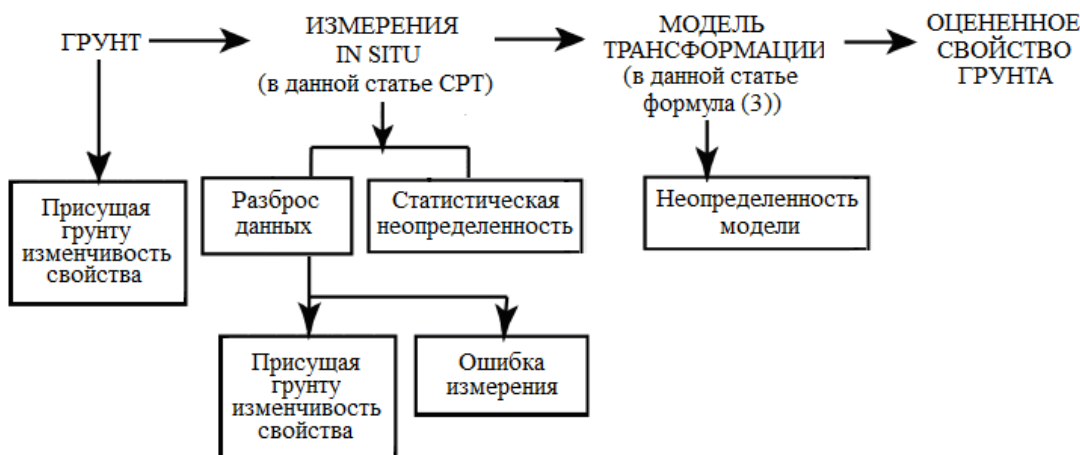 ГРУНТ
ИЗМЕРЕНИЯ
IN SITU
(в данной статье СРТ)
МОДЕЛЬ
ТРАНСФОРМАЦИИ
(в данной статье
формула (3))
ОЦЕНЕННОЕ
СВОЙСТВО
ГРУНТА
Присущая
грунту
изменчивость
свойства
Разброс
данных
Статистическая
неопределенность
Неопределенность
модели
Присущая
грунту
изменчивость
свойства
Ошибка
измерения